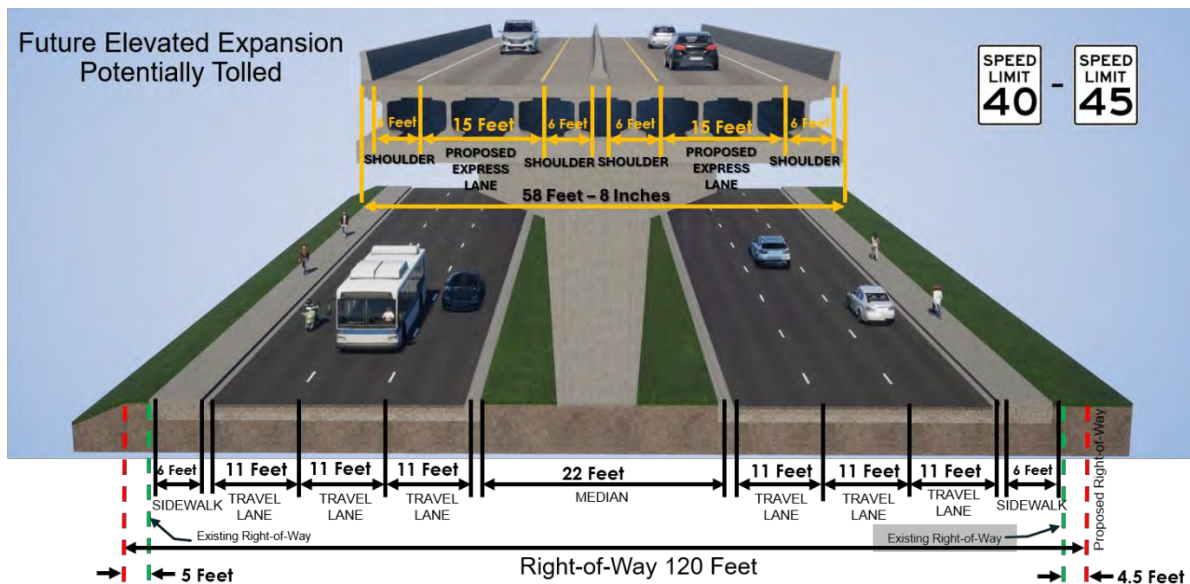 Future Elevated Expansion
Potentially Tolled
SPEED
LIMIT
40
-
SPEED
LIMIT
45
6 Feet
15 Feet
6 Feet
6 Feet
15 Feet
6 Feet
SHOULDER
PROPOSED
EXPRESS
LANE
SHOULDER
SHOULDER
PROPOSED
EXPRESS
LANE
SHOULDER
58 Feet – 8 Inches
6 Feet
11 Feet
11 Feet
11 Feet
22 Feet
11 Feet
11 Feet
11 Feet
6 Feet
SIDEWALK
TRAVEL
LANE
TRAVEL
LANE
TRAVEL
LANE
MEDIAN
TRAVEL
LANE
TRAVEL
LANE
TRAVEL
LANE
SIDEWALK
Proposed Right-of-Way
Existing Right-of-Way
Existing Right-of-Way
Right-of-Way 120 Feet
5 Feet
4.5 Feet